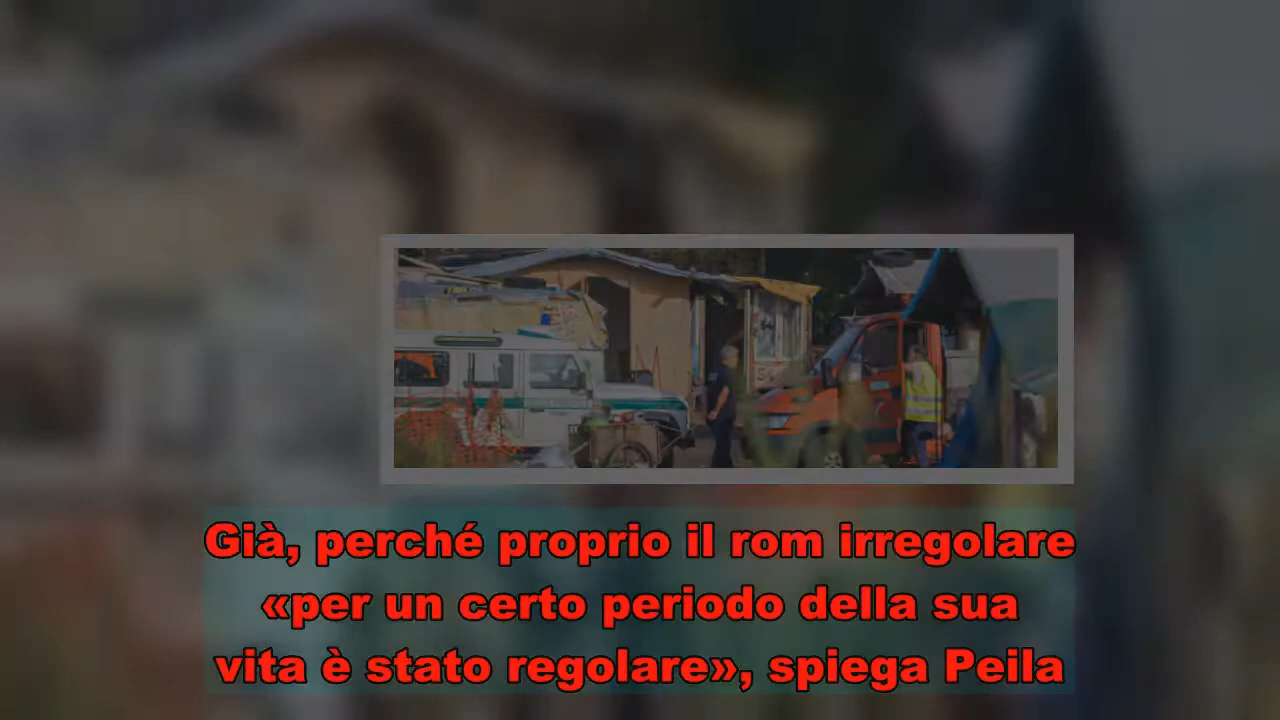 Già, perché proprio il rom irregolare
«per un certo periodo della sua
vita è stato regolare», spiega Peila